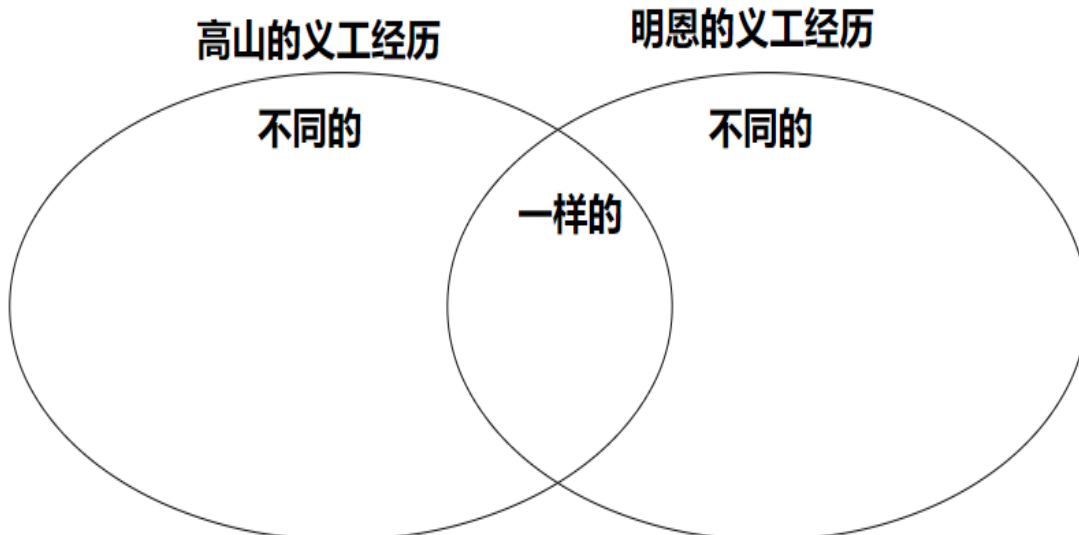 高山的义工经历
明恩的义工经历
不同的
不同的
一样的